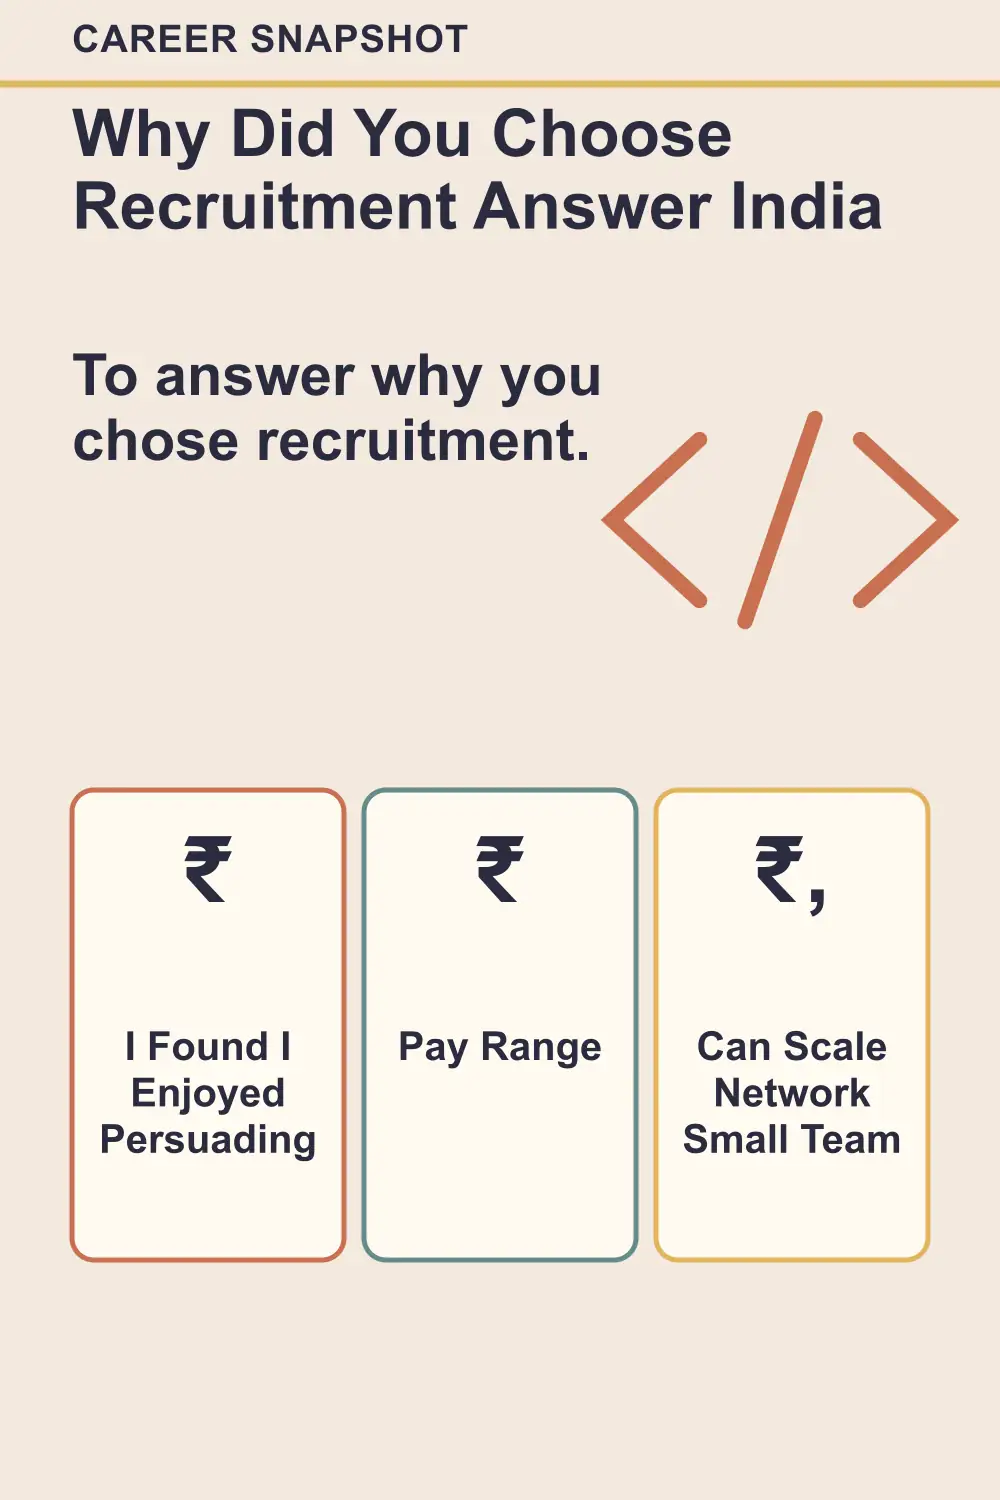 CAREER SNAPSHOT
Why Did You Choose
Recruitment Answer India
To answer why you
chose recruitment.
</>
₹
I Found I
Enjoyed
Persuading
₹
Pay Range
₹,
Can Scale
Network
Small Team